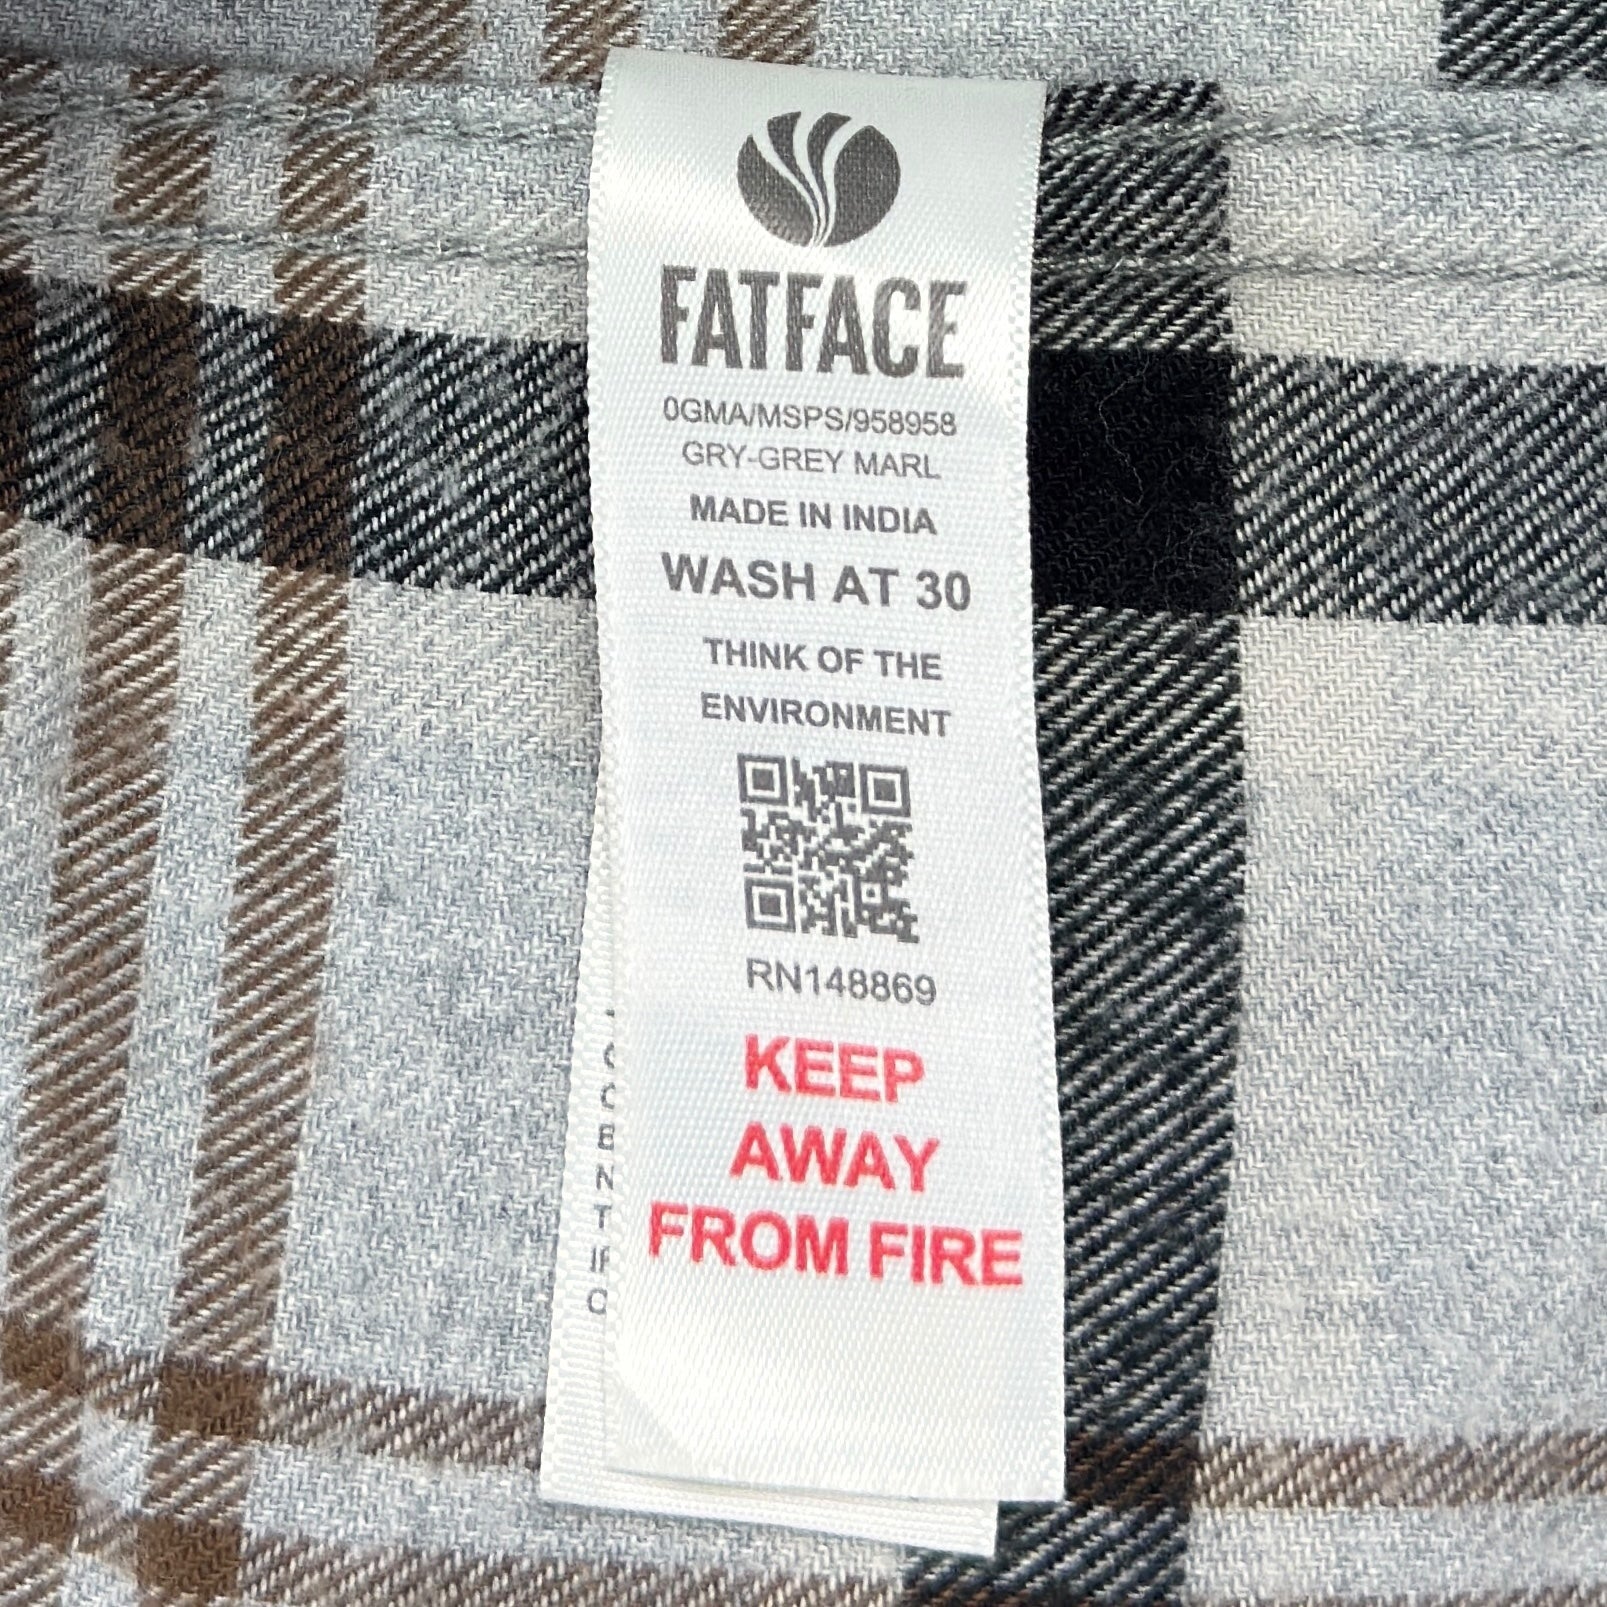 FATFACE
0GMA/MSPS/958958
GRY-GREY MARL
MADE IN INDIA
WASH AT 30
THINK OF THE
ENVIRONMENT
RN148869
KEEP
AWAY
FROM FIRE